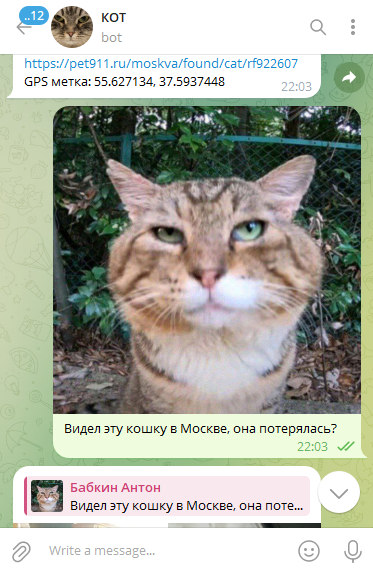 ..12
КОТ
bot
https://pet911.ru/moskva/found/cat/rf922607
GPS метка: 55.627134, 37.5937448
22:03
Видел эту кошку в Москве, она потерялась?
22:03
Бабкин Антон
Видел эту кошку в Москве, она поте...
Write a message...